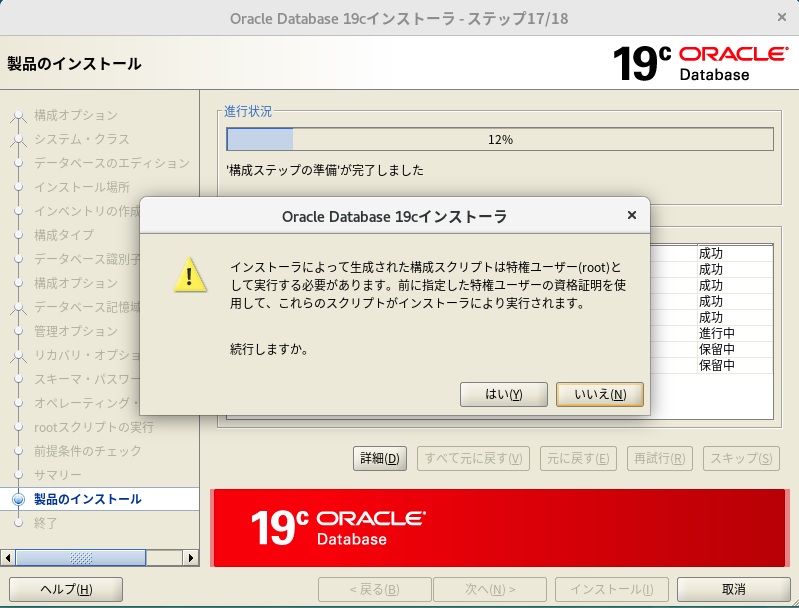 Oracle Database 19cインストーラ - ステップ17/18
製品のインストール
19c ORACLE
Database
構成オプション
システム・クラス
データベースのエディション
インストール場所
インベントリの作成
構成タイプ
データベース識別子
構成オプション
データベース記憶域
管理オプション
リカバリ・オプショ
スキーマ・パスワー
オペレーティング・
rootスクリプトの実行
前提条件のチェック
サマリー
製品のインストール
終了
進行状況
12%
'構成ステップの準備'が完了しました
成功
成功
成功
成功
成功
進行中
保留中
保留中
Oracle Database 19cインストーラ
インストーラによって生成された構成スクリプトは特権ユーザー(root)と
して実行する必要があります。前に指定した特権ユーザーの資格証明を使
用して、これらのスクリプトがインストーラにより実行されます。
続行しますか。
はい(Y) いいえ(N)
詳細(D) すべて元に戻す(V) 元に戻す(E) 再試行(R) スキップ(S)
19c ORACLE
Database
ヘルプ(H) < 戻る(B) 次へ(N) > インストール(I) 取消